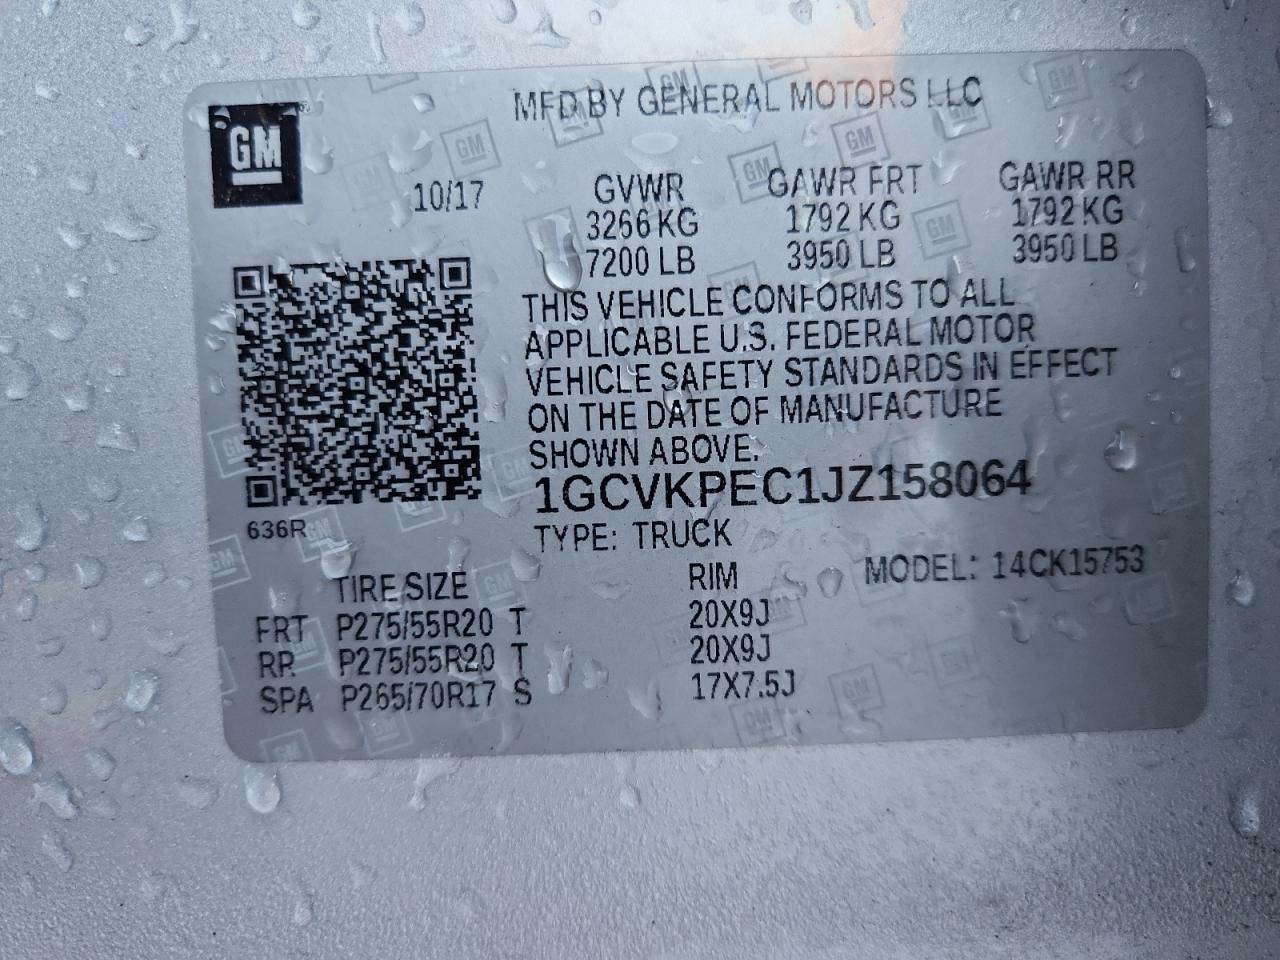 MFD BY GENERAL MOTORS LLC
GM
10/17
GVWR GAWR FRT GAWR RR
3266 KG 1792 KG 1792 KG
7200 LB 3950 LB 3950 LB
THIS VEHICLE CONFORMS TO ALL
APPLICABLE U.S. FEDERAL MOTOR
VEHICLE SAFETY STANDARDS IN EFFECT
ON THE DATE OF MANUFACTURE
SHOWN ABOVE.
1GCVKPEC1JZ158064
636R
TYPE: TRUCK
MODEL: 14CK15753
TIRE SIZE RIM
FRT P275/55R20 T 20X9J
RR P275/55R20 T 20X9J
SPA P265/70R17 S 17X7.5J